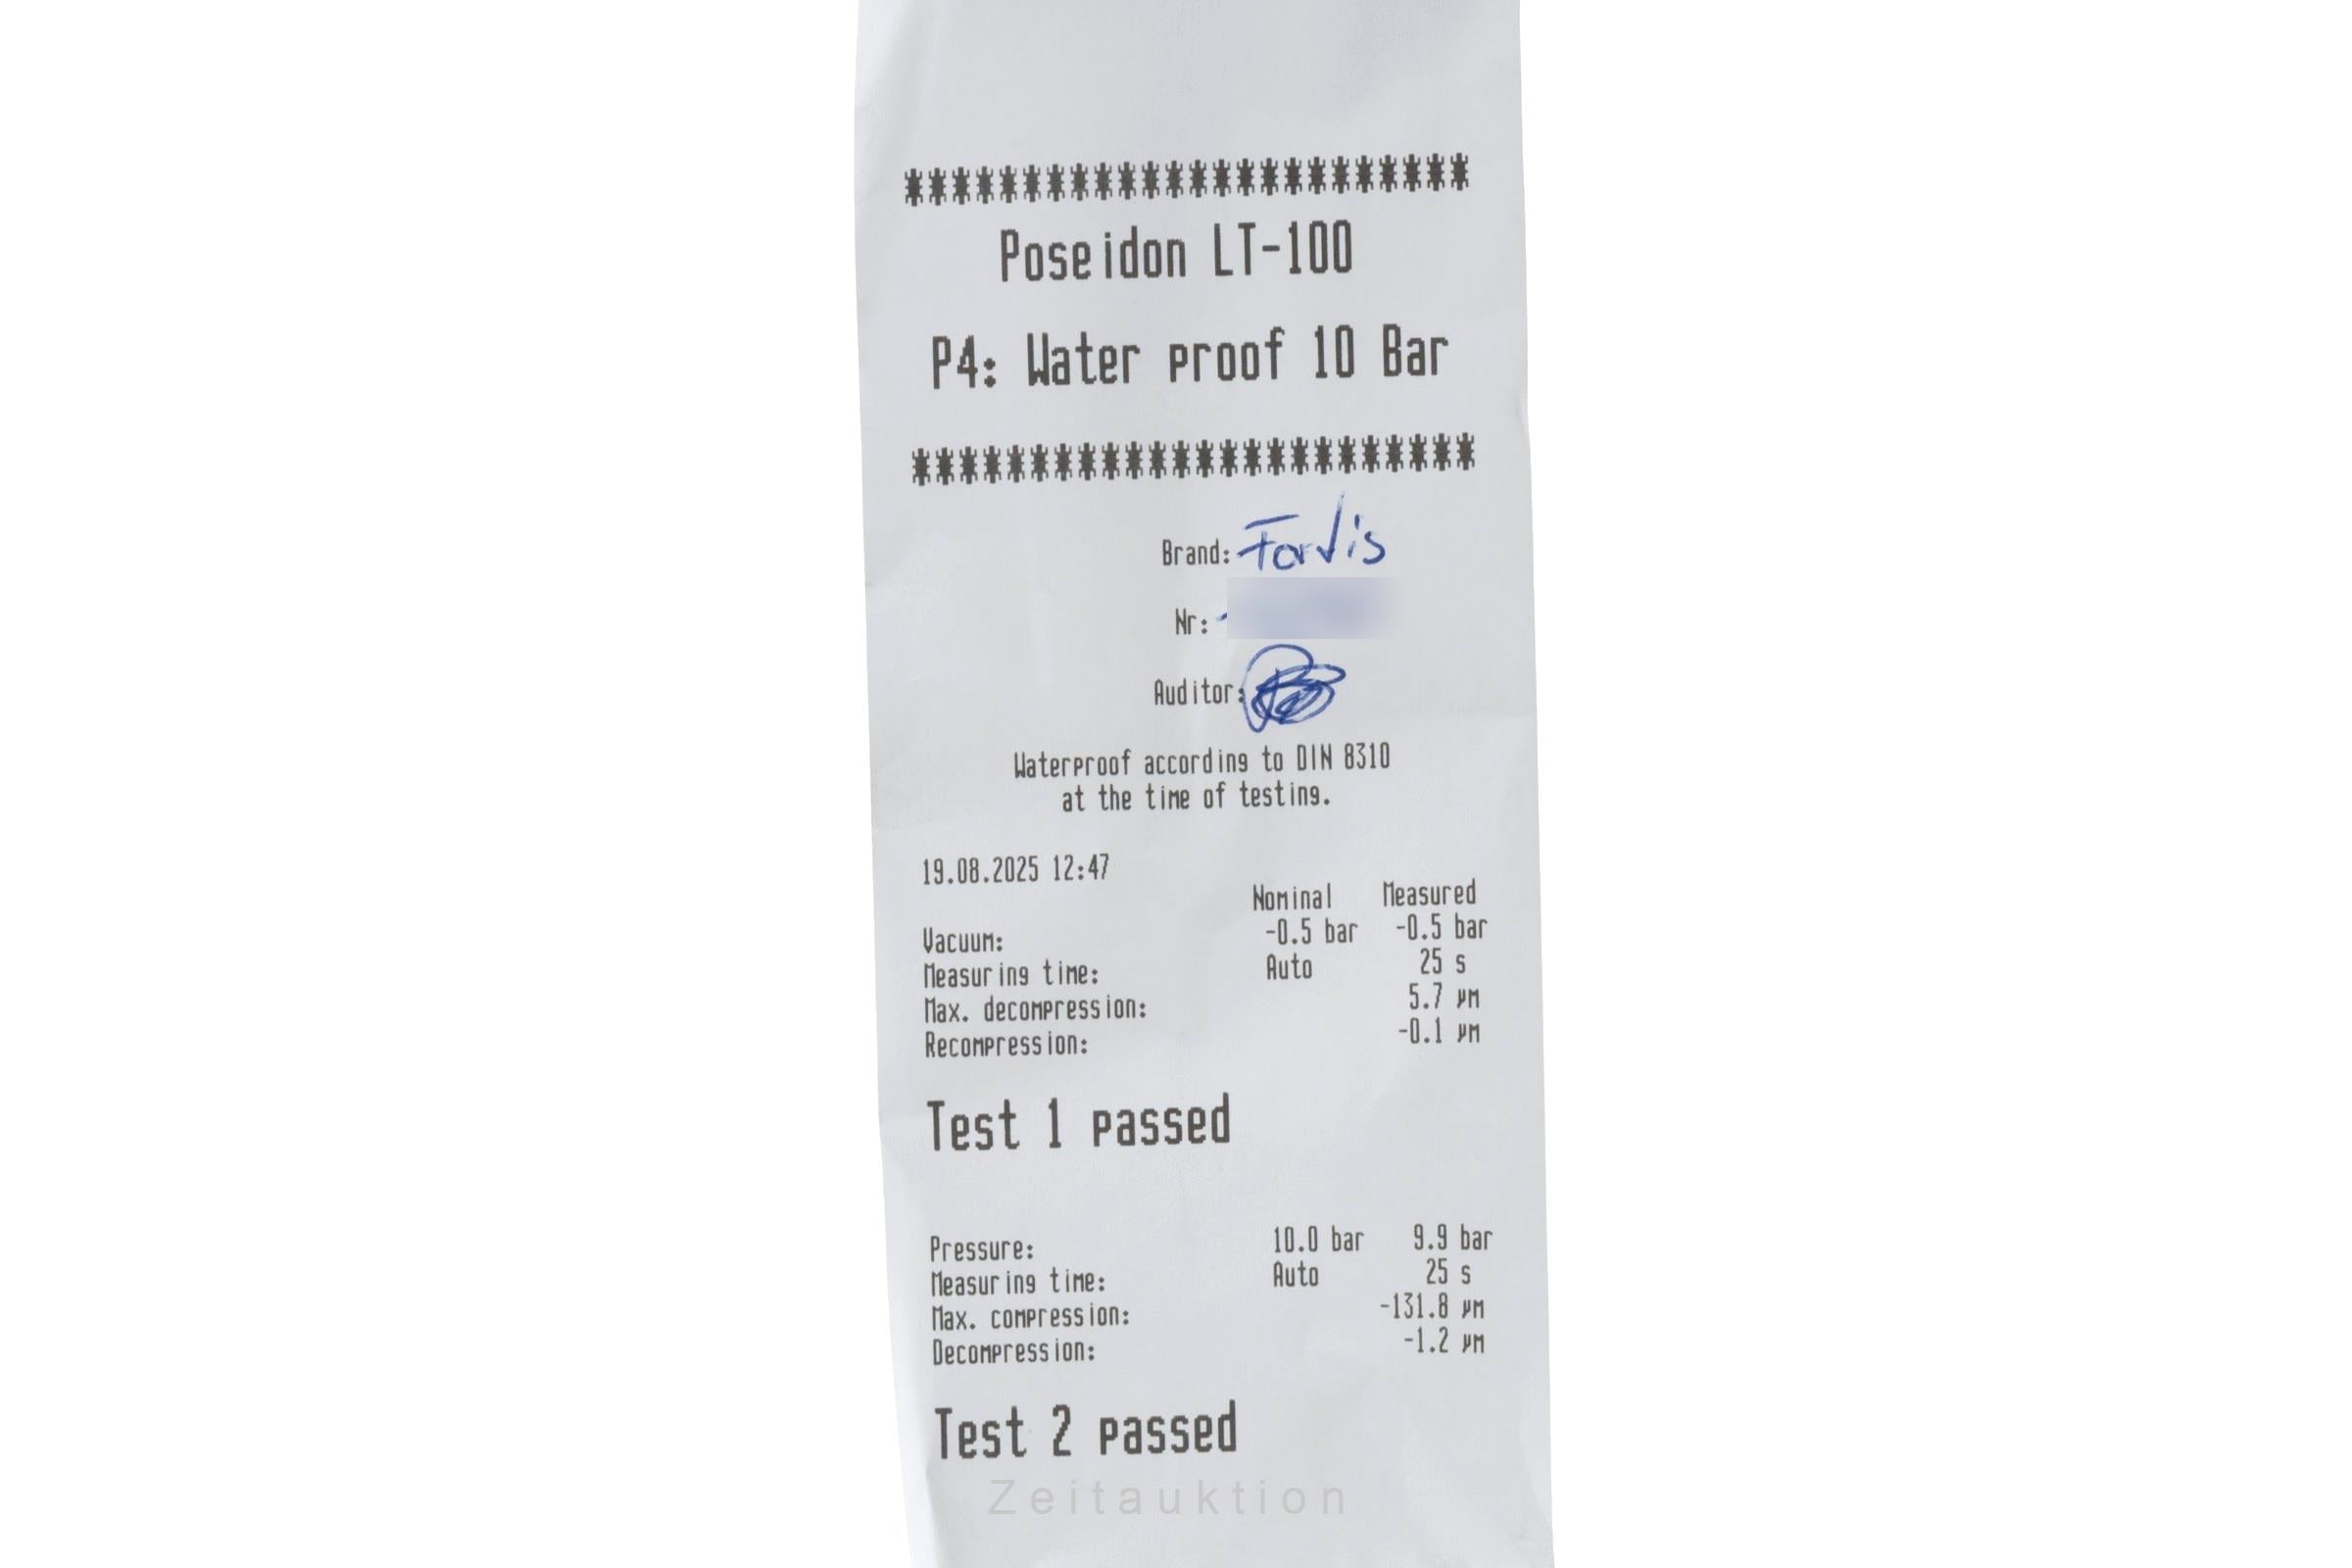 ************************
Poseidon LT-100
P4: Water proof 10 Bar
************************
Brand: Fortis
Nr:
Auditor:
Waterproof according to DIN 8310
at the time of testing.
19.08.2025 12:47
Nominal Measured
Vacuum: -0.5 bar -0.5 bar
Measuring time: Auto 25 s
Max. decompression: 5.7 µm
Recompression: -0.1 µm
Test 1 passed
Pressure: 10.0 bar 9.9 bar
Measuring time: Auto 25 s
Max. compression: -131.8 µm
Decompression: -1.2 µm
Test 2 passed
Zeitauktion